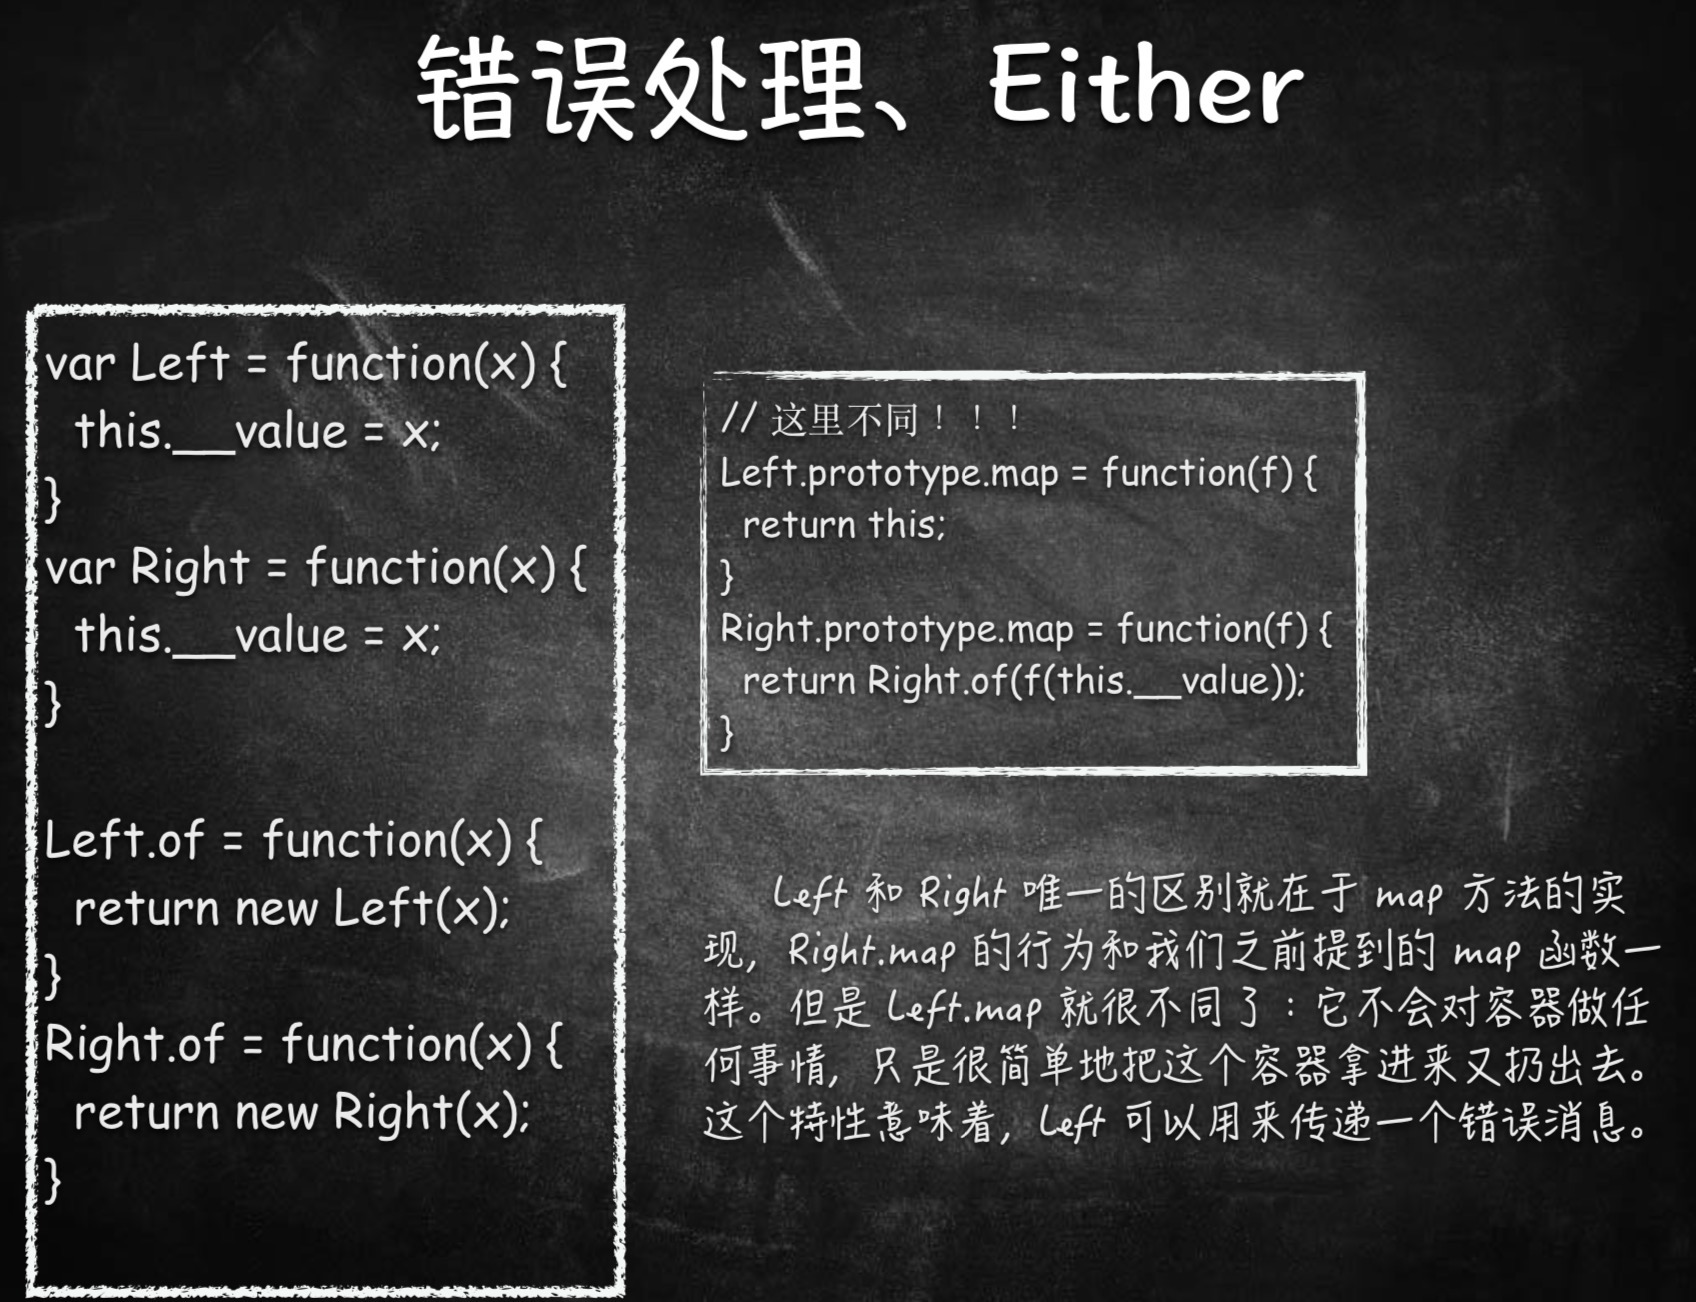 错误处理、Either
var Left = function(x) {
this.__value = x;
}
var Right = function(x) {
this.__value = x;
}
Left.of = function(x) {
return new Left(x);
}
Right.of = function(x) {
return new Right(x);
}
// 这里不同！！！
Left.prototype.map = function(f) {
return this;
}
Right.prototype.map = function(f) {
return Right.of(f(this.__value));
}
Left 和 Right 唯一的区别就在于 map 方法的实
现，Right.map 的行为和我们之前提到的 map 函数一
样。但是 Left.map 就很不同了：它不会对容器做任
何事情，只是很简单地把这个容器拿进来又扔出去。
这个特性意味着，Left 可以用来传递一个错误消息。